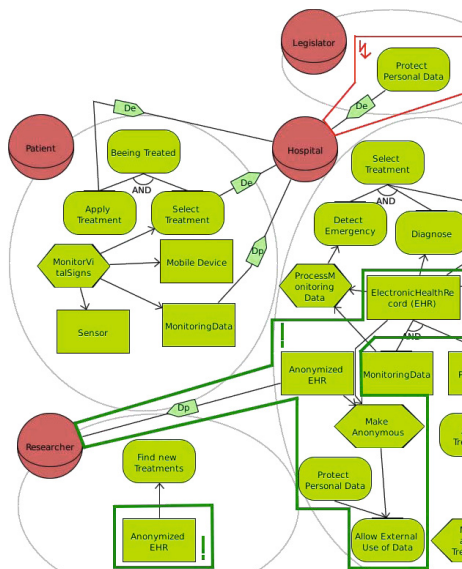 Legislator
Protect
Personal Data
De
De
Patient
Beeing Treated
Hospital
Select
Treatment
AND
AND
De
Apply
Treatment
Select
Treatment
Detect
Emergency
Diagnose
Dp
MonitorVi
talSigns
Mobile Device
ProcessM
onitoring
Data
ElectronicHealthRe
cord (EHR)
Sensor
MonitoringData
!
AND
Anonymized
EHR
MonitoringData
Dp
Researcher
Make
Anonymous
Find new
Treatments
Protect
Personal Data
Anonymized
EHR
!
Allow External
Use of Data